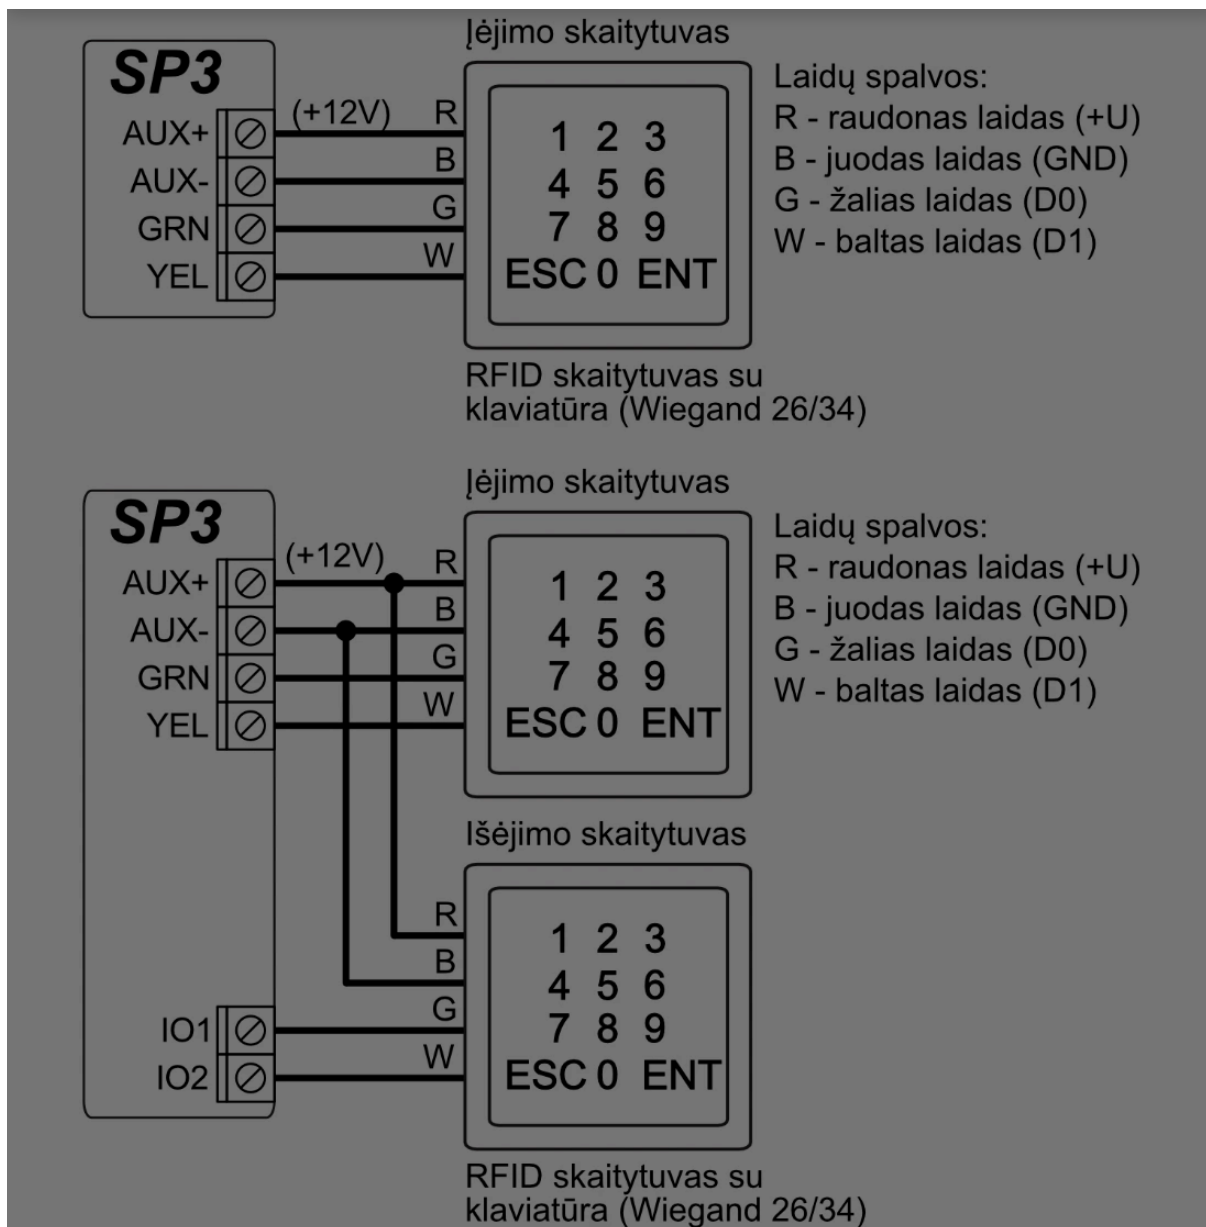 Įėjimo skaitytuvas
SP3
AUX+
AUX-
GRN
YEL
(+12V)
R
B
G
W
1 2 3
4 5 6
7 8 9
ESC 0 ENT
Laidų spalvos:
R - raudonas laidas (+U)
B - juodas laidas (GND)
G - žalias laidas (D0)
W - baltas laidas (D1)
RFID skaitytuvas su
klaviatūra (Wiegand 26/34)
Įėjimo skaitytuvas
SP3
AUX+
AUX-
GRN
YEL
(+12V)
R
B
G
W
1 2 3
4 5 6
7 8 9
ESC 0 ENT
Laidų spalvos:
R - raudonas laidas (+U)
B - juodas laidas (GND)
G - žalias laidas (D0)
W - baltas laidas (D1)
Išėjimo skaitytuvas
IO1
IO2
R
B
G
W
1 2 3
4 5 6
7 8 9
ESC 0 ENT
RFID skaitytuvas su
klaviatūra (Wiegand 26/34)